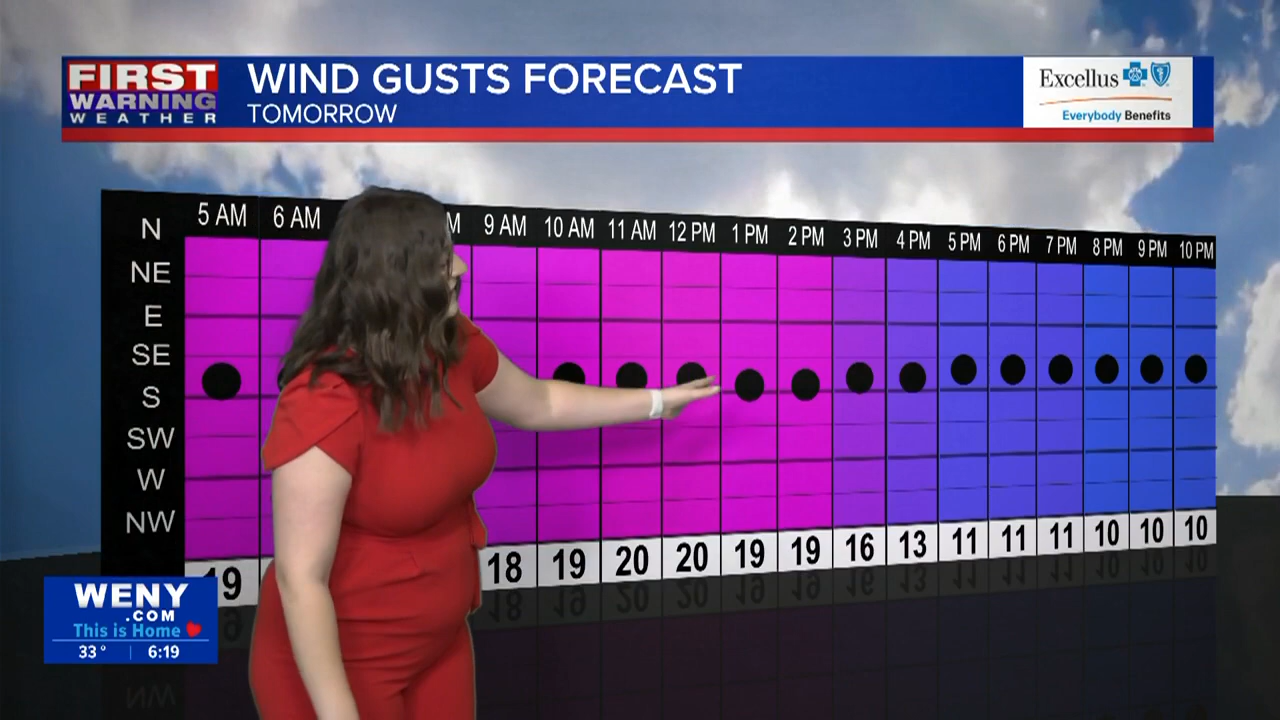 FIRST
WARNING
WEATHER
WIND GUSTS FORECAST
TOMORROW
Excellus
Everybody Benefits
5 AM 6 AM 9 AM 10 AM 11 AM 12 PM 1 PM 2 PM 3 PM 4 PM 5 PM 6 PM 7 PM 8 PM 9 PM 10 PM
N
NE
E
SE
S
SW
W
NW
18 19 20 20 19 19 16 13 11 11 11 10 10 10
WENY
.COM
This is Home
33° | 6:19